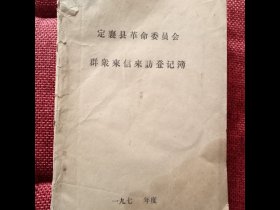 定襄县革命委员会
群众来信来访登记簿
一九七 年度